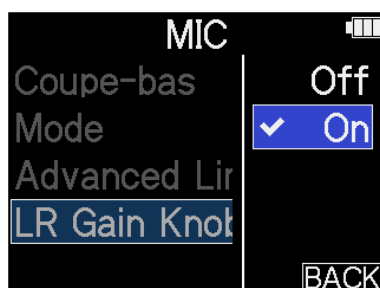 MIC
Coupe-bas
Mode
Advanced Lir
LR Gain Knob
Off
On
BACK